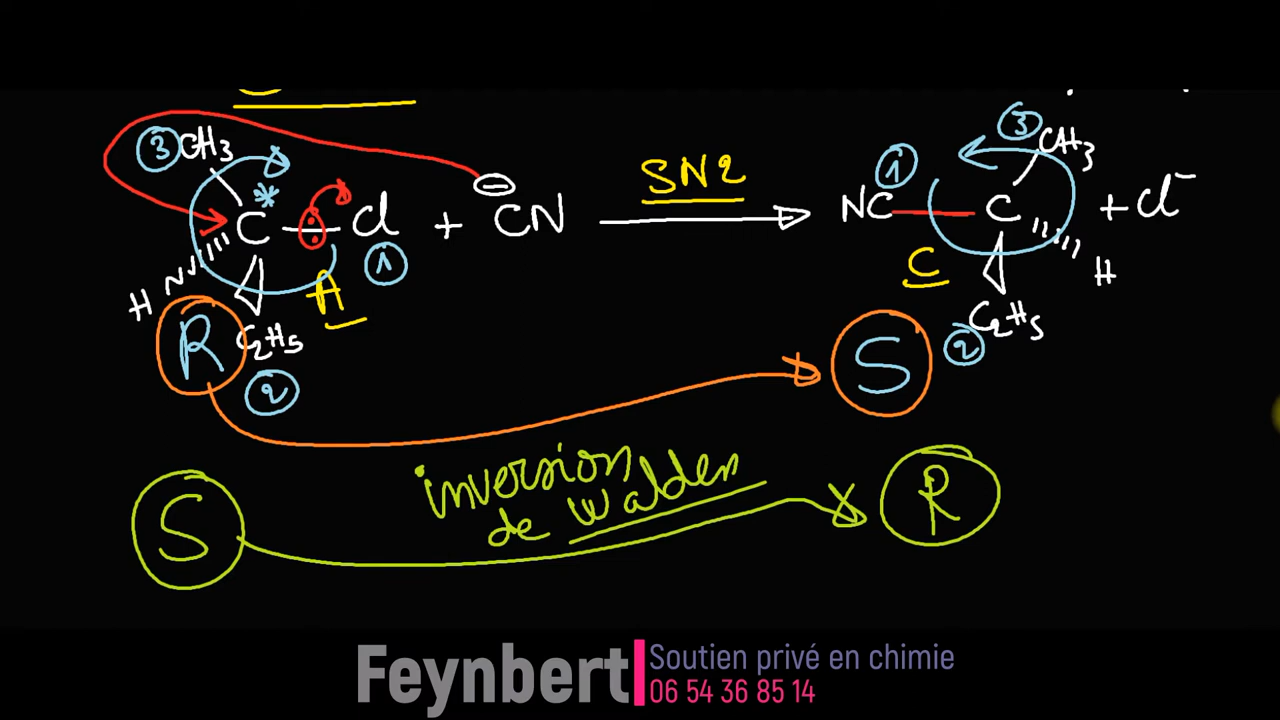 ③ CH3
C* — Cl + ⊖CN
①
H
A
R
C2H5
②
SN2
③ CH3
①
NC — C + Cl⁻
C
H
C2H5
②
S
S
inversion
de Walden
R
Feynbert
Soutien privé en chimie
06 54 36 85 14